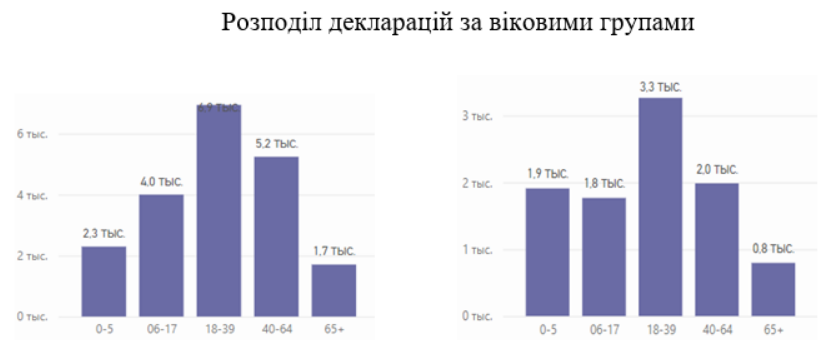 Розподіл декларацій за віковими групами
6,9 тыс.
6 тыс.
5,2 тыс.
4,0 тыс.
4 тыс.
2,3 тыс.
2 тыс.
1,7 тыс.
0 тыс.
0-5 06-17 18-39 40-64 65+
3,3 тыс.
3 тыс.
1,9 тыс.
1,8 тыс.
2,0 тыс.
2 тыс.
1 тыс.
0,8 тыс.
0 тыс.
0-5 06-17 18-39 40-64 65+